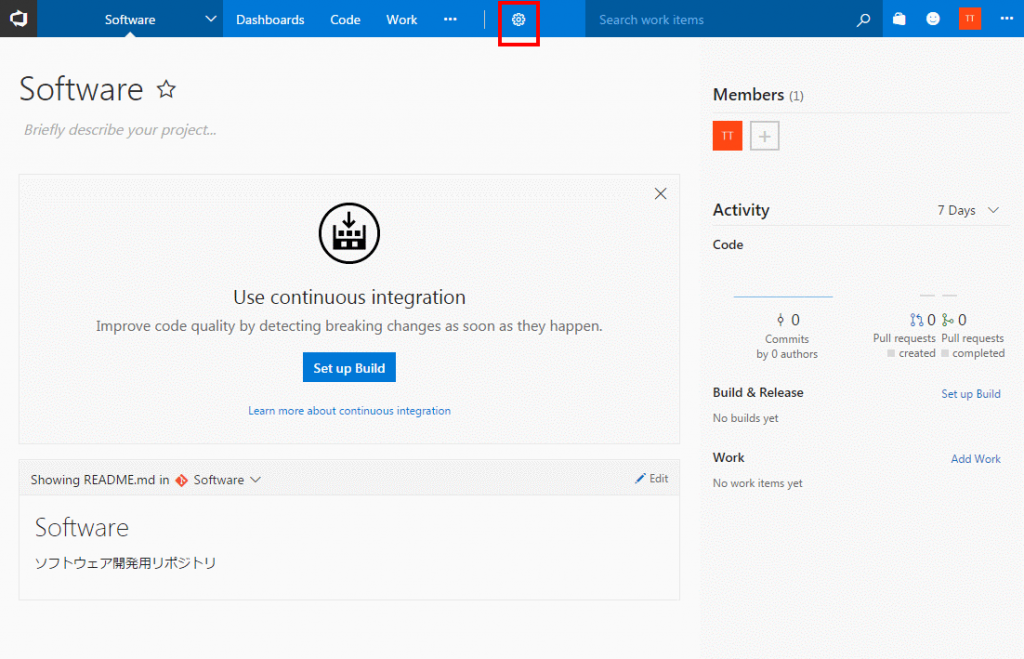 Software Dashboards Code Work Search work items TT
Software
Briefly describe your project...
Use continuous integration
Improve code quality by detecting breaking changes as soon as they happen.
Set up Build
Learn more about continuous integration
Showing README.md in Software Edit
Software
ソフトウェア開発用リポジトリ
Members (1)
TT
Activity 7 Days
Code
0 0 0
Commits
by 0 authors
Pull requests
created
Pull requests
completed
Build & Release Set up Build
No builds yet
Work Add Work
No work items yet